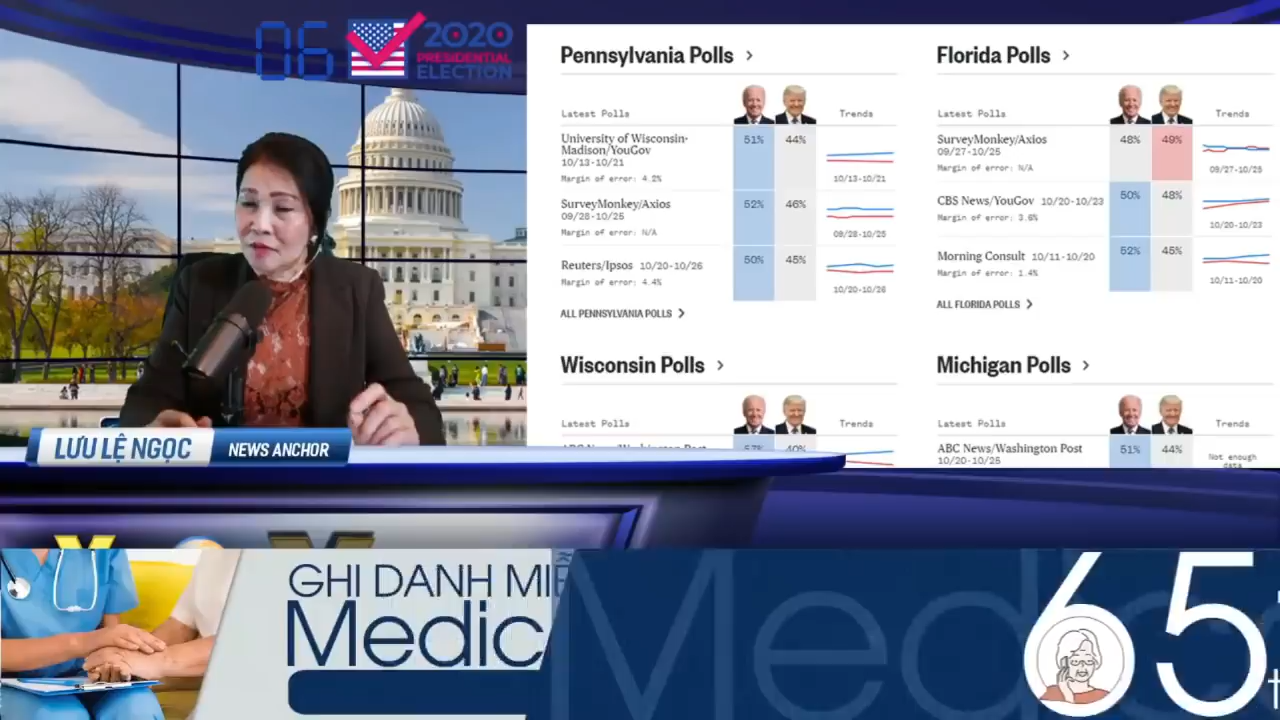 06
2020
PRESIDENTIAL
ELECTION
LƯU LỆ NGỌC
NEWS ANCHOR
Pennsylvania Polls
Latest Polls
Trends
University of Wisconsin-
Madison/YouGov
10/13-10/21
Margin of error: 4.2%
51%
44%
10/13-10/21
SurveyMonkey/Axios
09/28-10/25
Margin of error: N/A
52%
46%
09/28-10/25
Reuters/Ipsos 10/20-10/26
Margin of error: 4.4%
50%
45%
10/20-10/26
ALL PENNSYLVANIA POLLS
Florida Polls
Latest Polls
Trends
SurveyMonkey/Axios
09/27-10/25
Margin of error: N/A
48%
49%
09/27-10/25
CBS News/YouGov 10/20-10/23
Margin of error: 3.6%
50%
48%
10/20-10/23
Morning Consult 10/11-10/20
Margin of error: 1.4%
52%
45%
10/11-10/20
ALL FLORIDA POLLS
Wisconsin Polls
Latest Polls
Trends
ABC News/Washington Post
57%
40%
Michigan Polls
Latest Polls
Trends
ABC News/Washington Post
10/20-10/25
51%
44%
Not enough
data
GHI DANH MIỄ
Medic
Medic
65